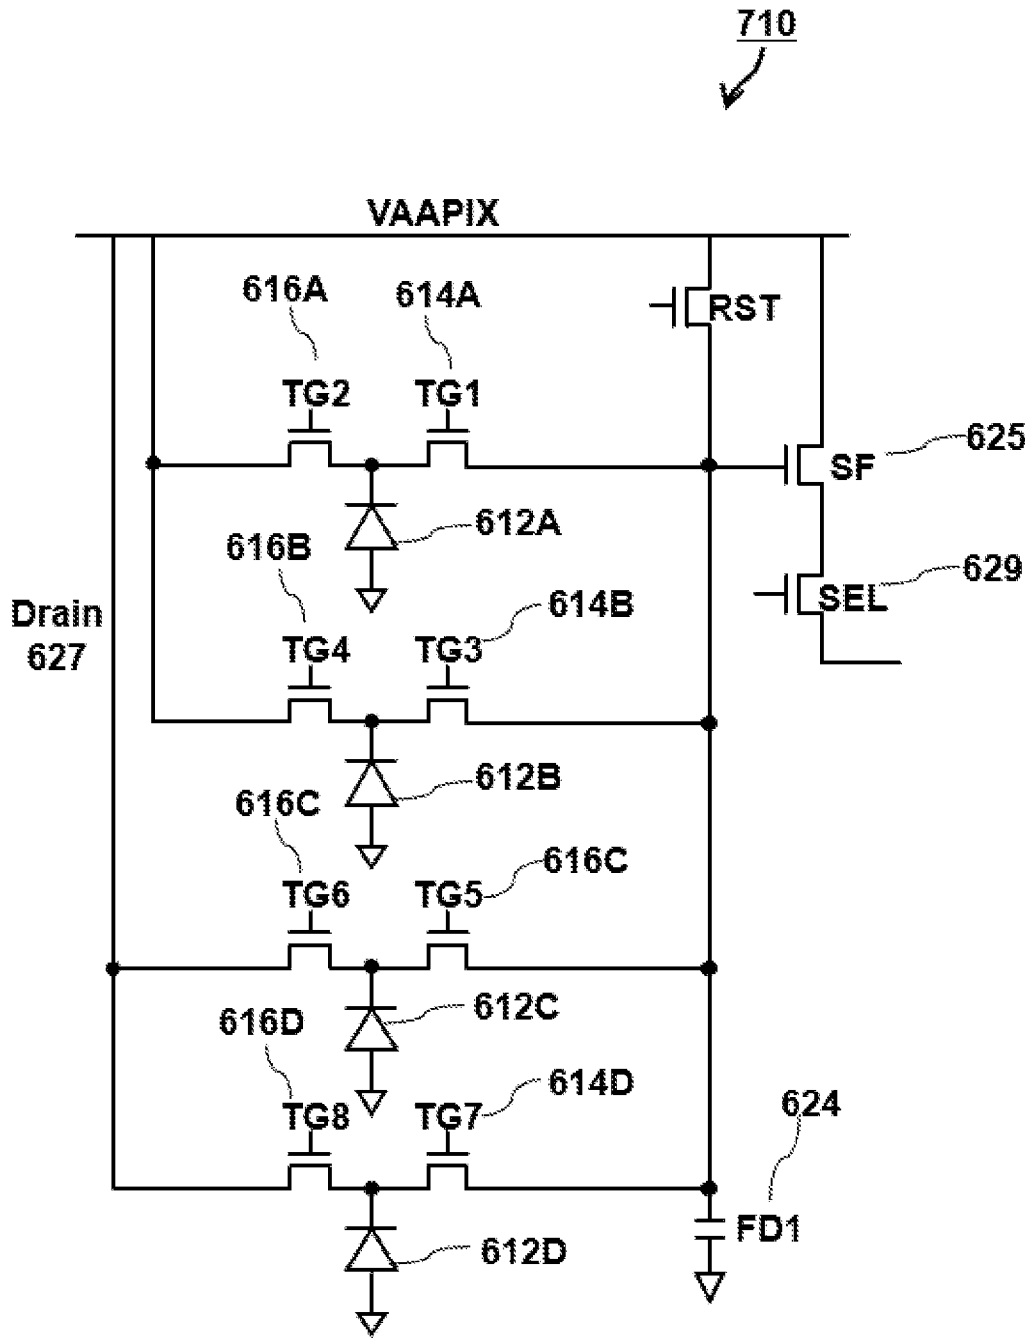 710
VAAPIX
616A
614A
RST
TG2
TG1
625
SF
612A
616B
629
SEL
614B
Drain
627
TG4
TG3
612B
616C
616C
TG6
TG5
612C
616D
614D
624
TG8
TG7
FD1
612D